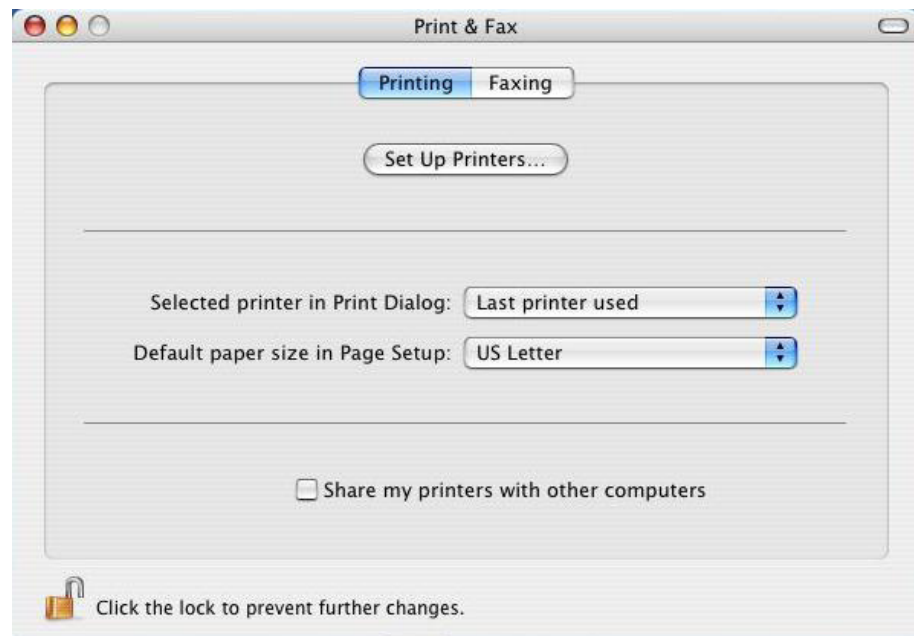 Print & Fax
Printing Faxing
Set Up Printers...
Selected printer in Print Dialog: Last printer used
Default paper size in Page Setup: US Letter
Share my printers with other computers
Click the lock to prevent further changes.